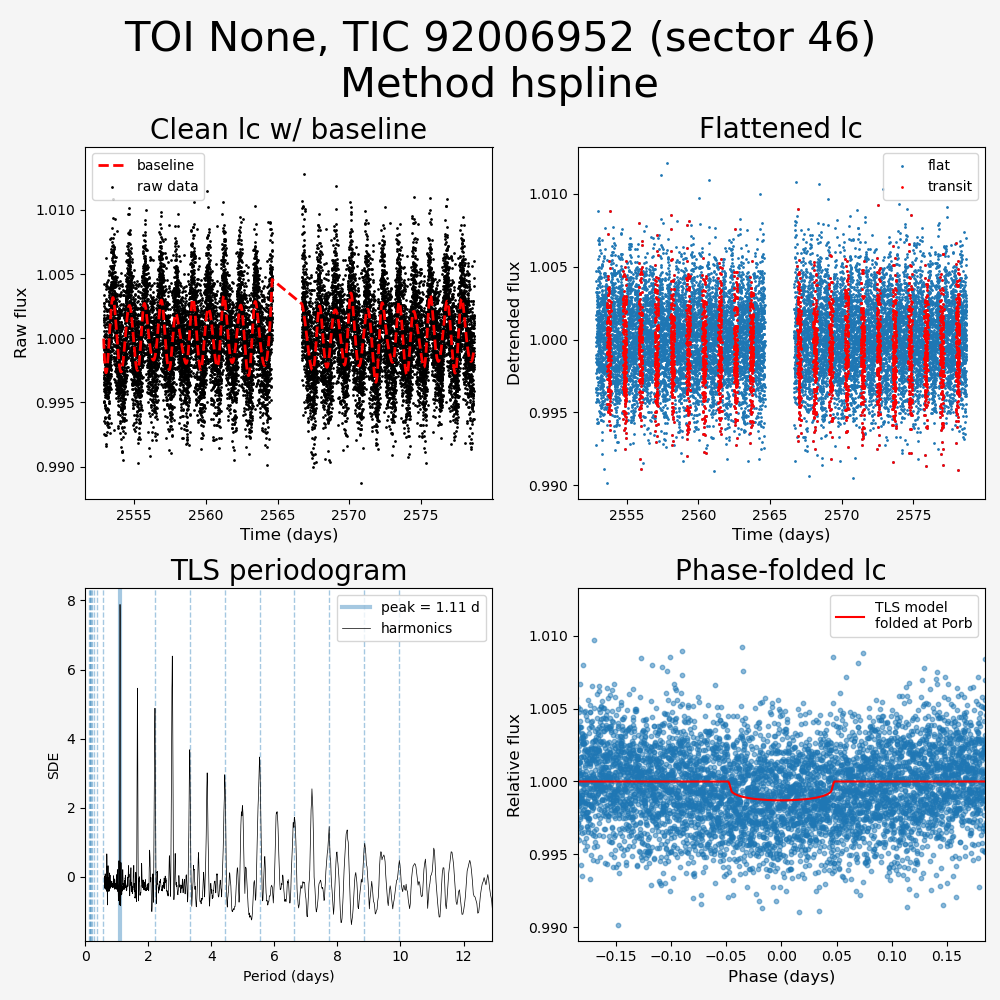 TOI None, TIC 92006952 (sector 46)
Method hspline
Clean lc w/ baseline
baseline
raw data
1.010
1.005
1.000
0.995
0.990
Raw flux
2555 2560 2565 2570 2575
Time (days)
Flattened lc
flat
transit
1.010
1.005
1.000
0.995
0.990
Detrended flux
2555 2560 2565 2570 2575
Time (days)
TLS periodogram
peak = 1.11 d
harmonics
8
6
4
2
0
SDE
0 2 4 6 8 10 12
Period (days)
Phase-folded lc
TLS model
folded at Porb
1.010
1.005
1.000
0.995
0.990
Relative flux
−0.15 −0.10 −0.05 0.00 0.05 0.10 0.15
Phase (days)